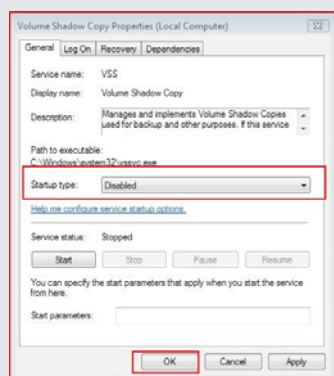 Volume Shadow Copy Properties (Local Computer)
General Log On Recovery Dependencies
Service name: VSS
Display name: Volume Shadow Copy
Description: Manages and implements Volume Shadow Copies
used for backup and other purposes. If this service
Path to executable:
C:\Windows\system32\vssvc.exe
Startup type: Disabled
Help me configure service startup options.
Service status: Stopped
Start Stop Pause Resume
You can specify the start parameters that apply when you start the service
from here.
Start parameters:
OK Cancel Apply